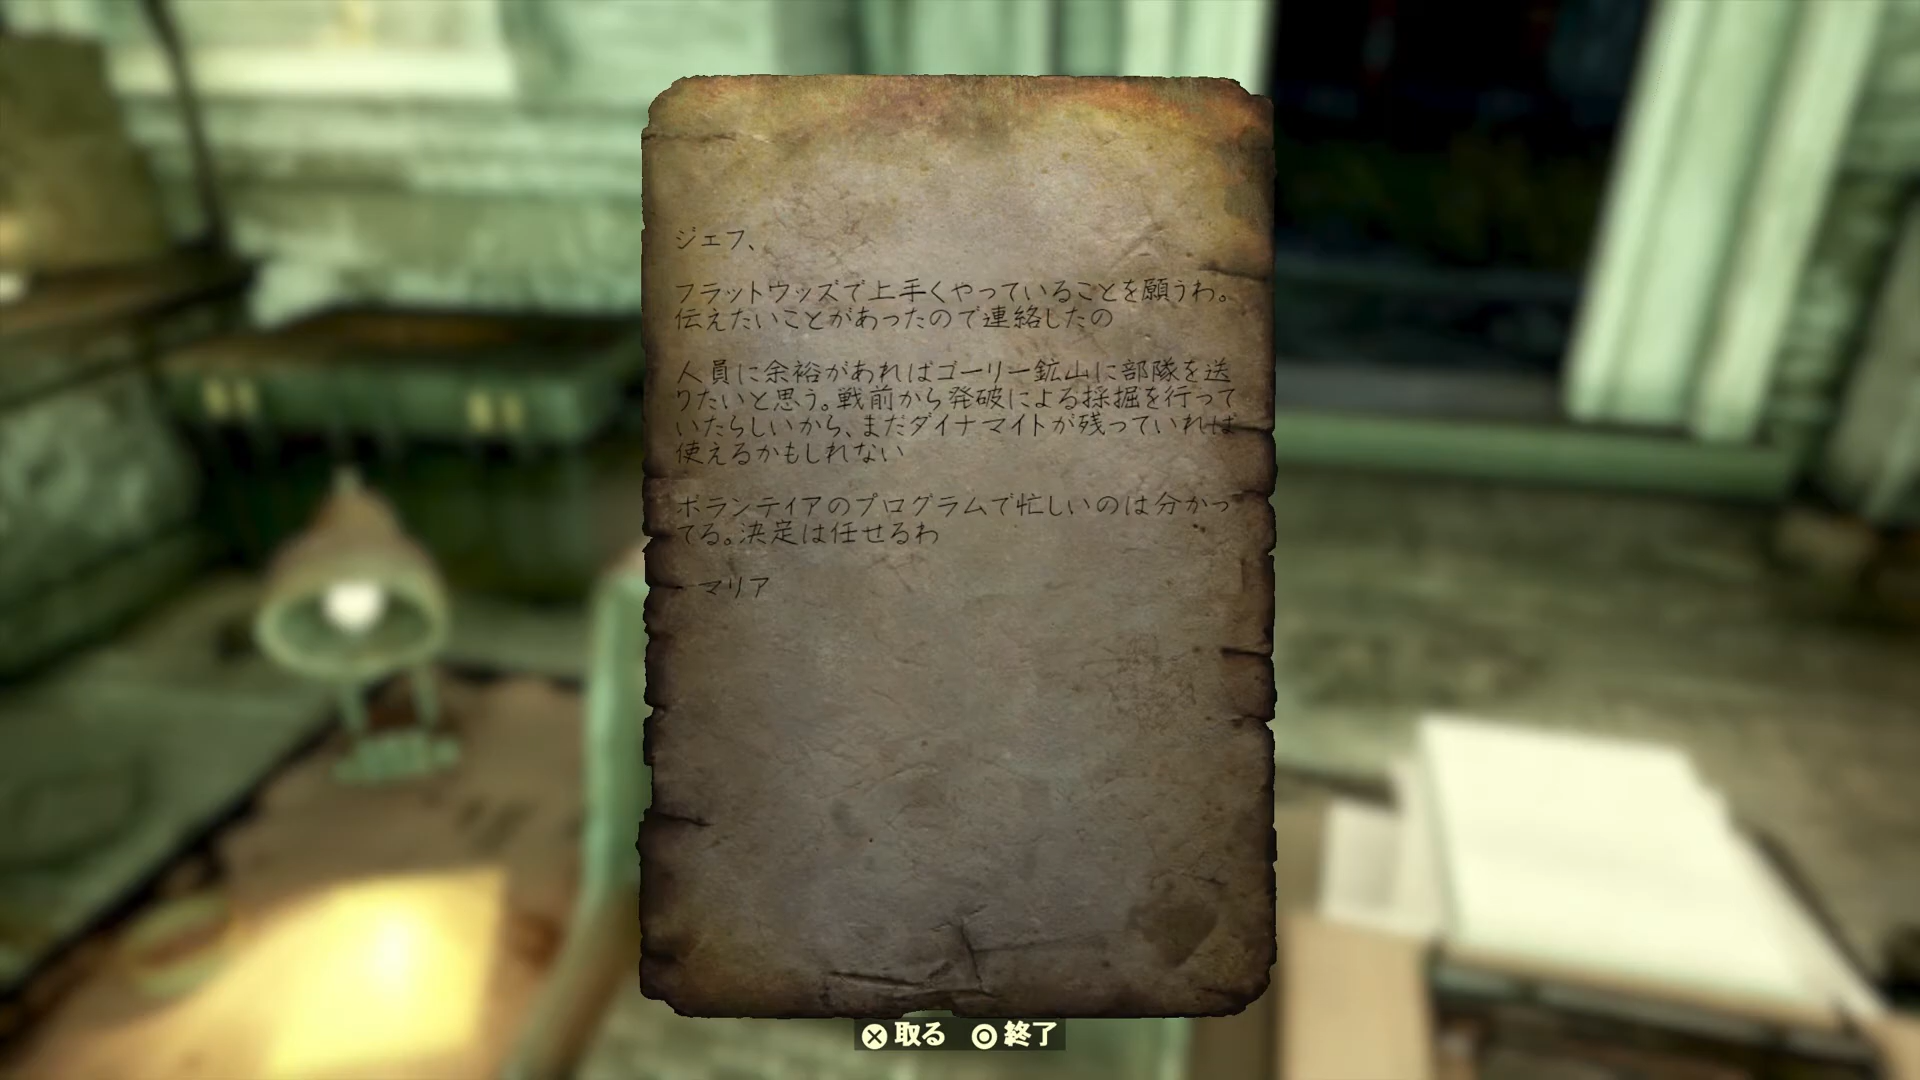 ジェフ、
フラットウッズで上手くやっていることを願うわ。
伝えたいことがあったので連絡したの
人員に余裕があればゴーリー鉱山に部隊を送
りたいと思う。戦前から発破による採掘を行って
いたらしいから、まだダイナマイトが残っていれば
使えるかもしれない
ボランティアのプログラムで忙しいのは分かっ
てる。決定は任せるわ
—マリア
取る 終了